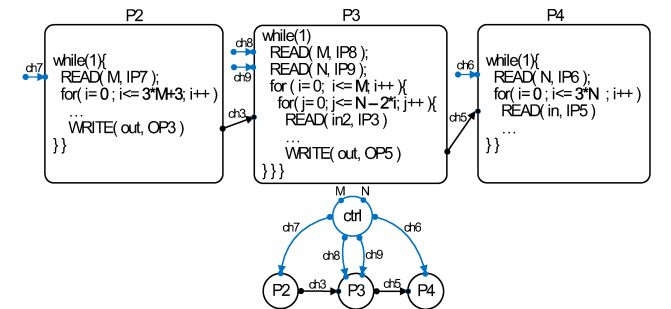 P2
P3
P4
ch7
while(1){
READ( M, IP7 );
for( i= 0 ; i<= 3*M+3; i++ )
...
WRITE( out, OP3 )
} }
ch3
ch8
ch9
while(1)
READ( M, IP8 );
READ( N, IP9 );
for ( i= 0; i<= M; i++ ){
for( j= 0; j<= N – 2*i; j++ ){
READ( in2, IP3 )
...
WRITE( out, OP5 )
} } }
ch5
ch6
while(1){
READ( N, IP6 );
for( i= 0 ; i<= 3*N ; i++ )
READ( in, IP5 )
...
} }
M N
ctrl
ch7
ch8
ch9
ch6
P2
ch3
P3
ch5
P4